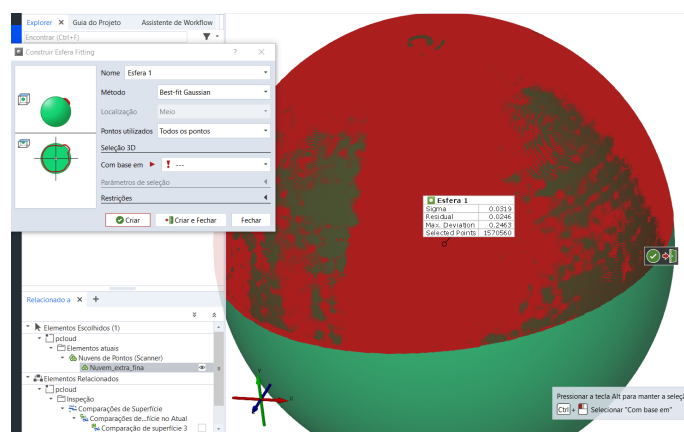 Explorer × Guia do Projeto Assistente de Workflow
Encontrar (Ctrl+F)
Construir Esfera Fitting ? ×
Nome Esfera 1
Método Best-fit Gaussian
Localização Meio
Pontos utilizados Todos os pontos
Seleção 3D
Com base em ---
Parâmetros de seleção
Restrições
Criar Criar e Fechar Fechar
Esfera 1
Sigma 0.0319
Residual 0.0246
Max. Deviation 0.2463
Selected Points 1570560
Relacionado a × +
Elementos Escolhidos (1)
pcloud
Elementos atuais
Nuvens de Pontos (Scanner)
Nuvem_extra_fina
Elementos Relacionados
pcloud
Inspeção
Comparações de Superfície
Comparações de...fície no Atual
Comparação de superfície 3
Y
X
Pressionar a tecla Alt para manter a seleçã
Ctrl + Selecionar "Com base em"